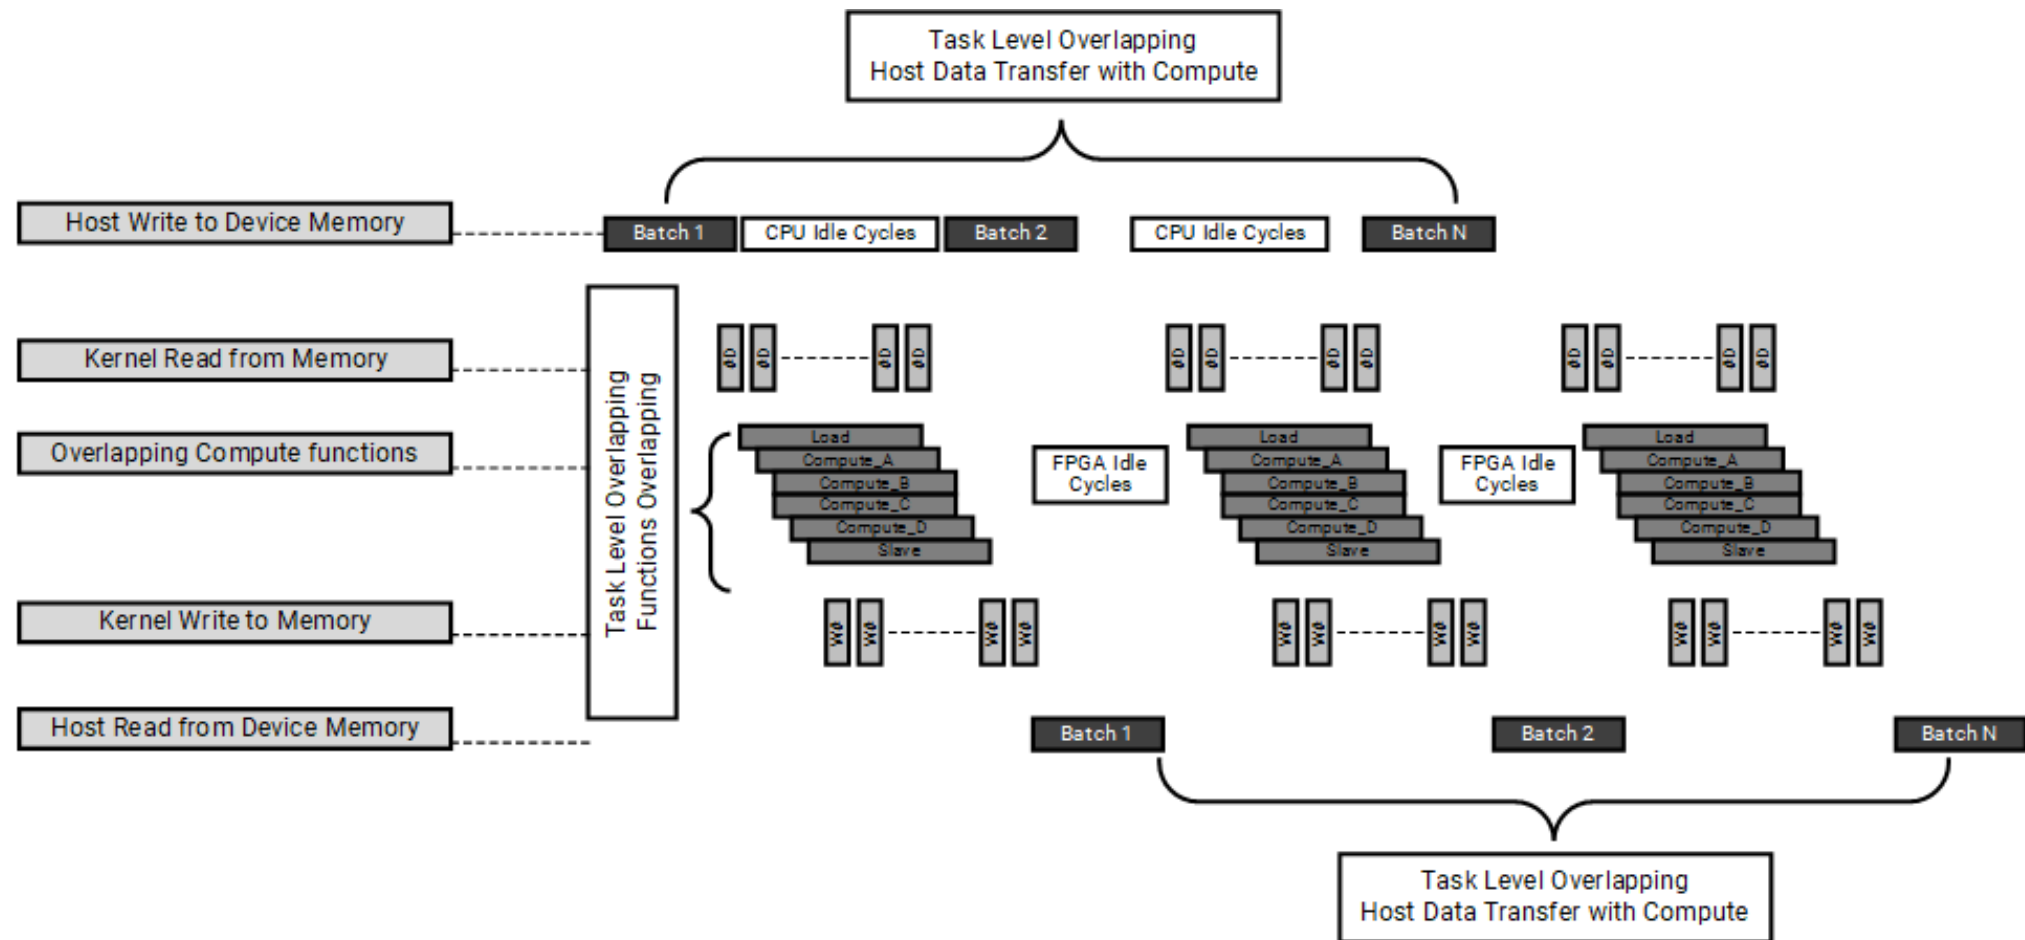 Task Level Overlapping
Host Data Transfer with Compute
Host Write to Device Memory
Batch 1
CPU Idle Cycles
Batch 2
CPU Idle Cycles
Batch N
Kernel Read from Memory
Overlapping Compute functions
Kernel Write to Memory
Host Read from Device Memory
Task Level Overlapping
Functions Overlapping
Load
Compute_A
Compute_B
Compute_C
Compute_D
Slave
FPGA Idle
Cycles
Load
Compute_A
Compute_B
Compute_C
Compute_D
Slave
FPGA Idle
Cycles
Load
Compute_A
Compute_B
Compute_C
Compute_D
Slave
Batch 1
Batch 2
Batch N
Task Level Overlapping
Host Data Transfer with Compute